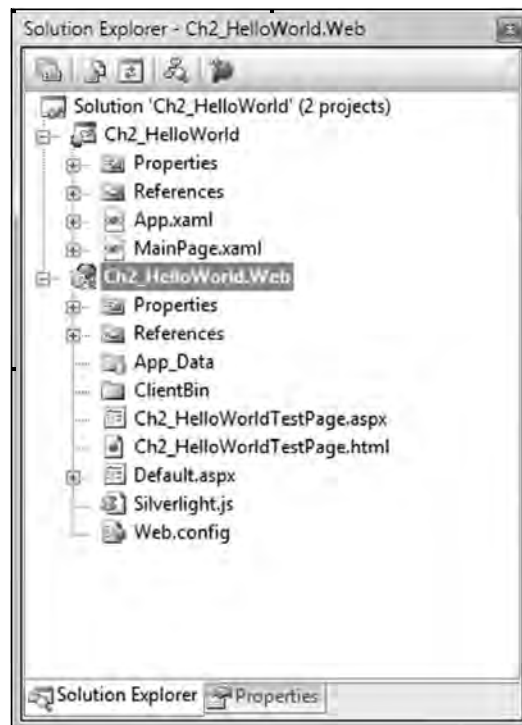 Solution Explorer - Ch2_HelloWorld.Web
Solution 'Ch2_HelloWorld' (2 projects)
Ch2_HelloWorld
Properties
References
App.xaml
MainPage.xaml
Ch2_HelloWorld.Web
Properties
References
App_Data
ClientBin
Ch2_HelloWorldTestPage.aspx
Ch2_HelloWorldTestPage.html
Default.aspx
Silverlight.js
Web.config
Solution Explorer Properties